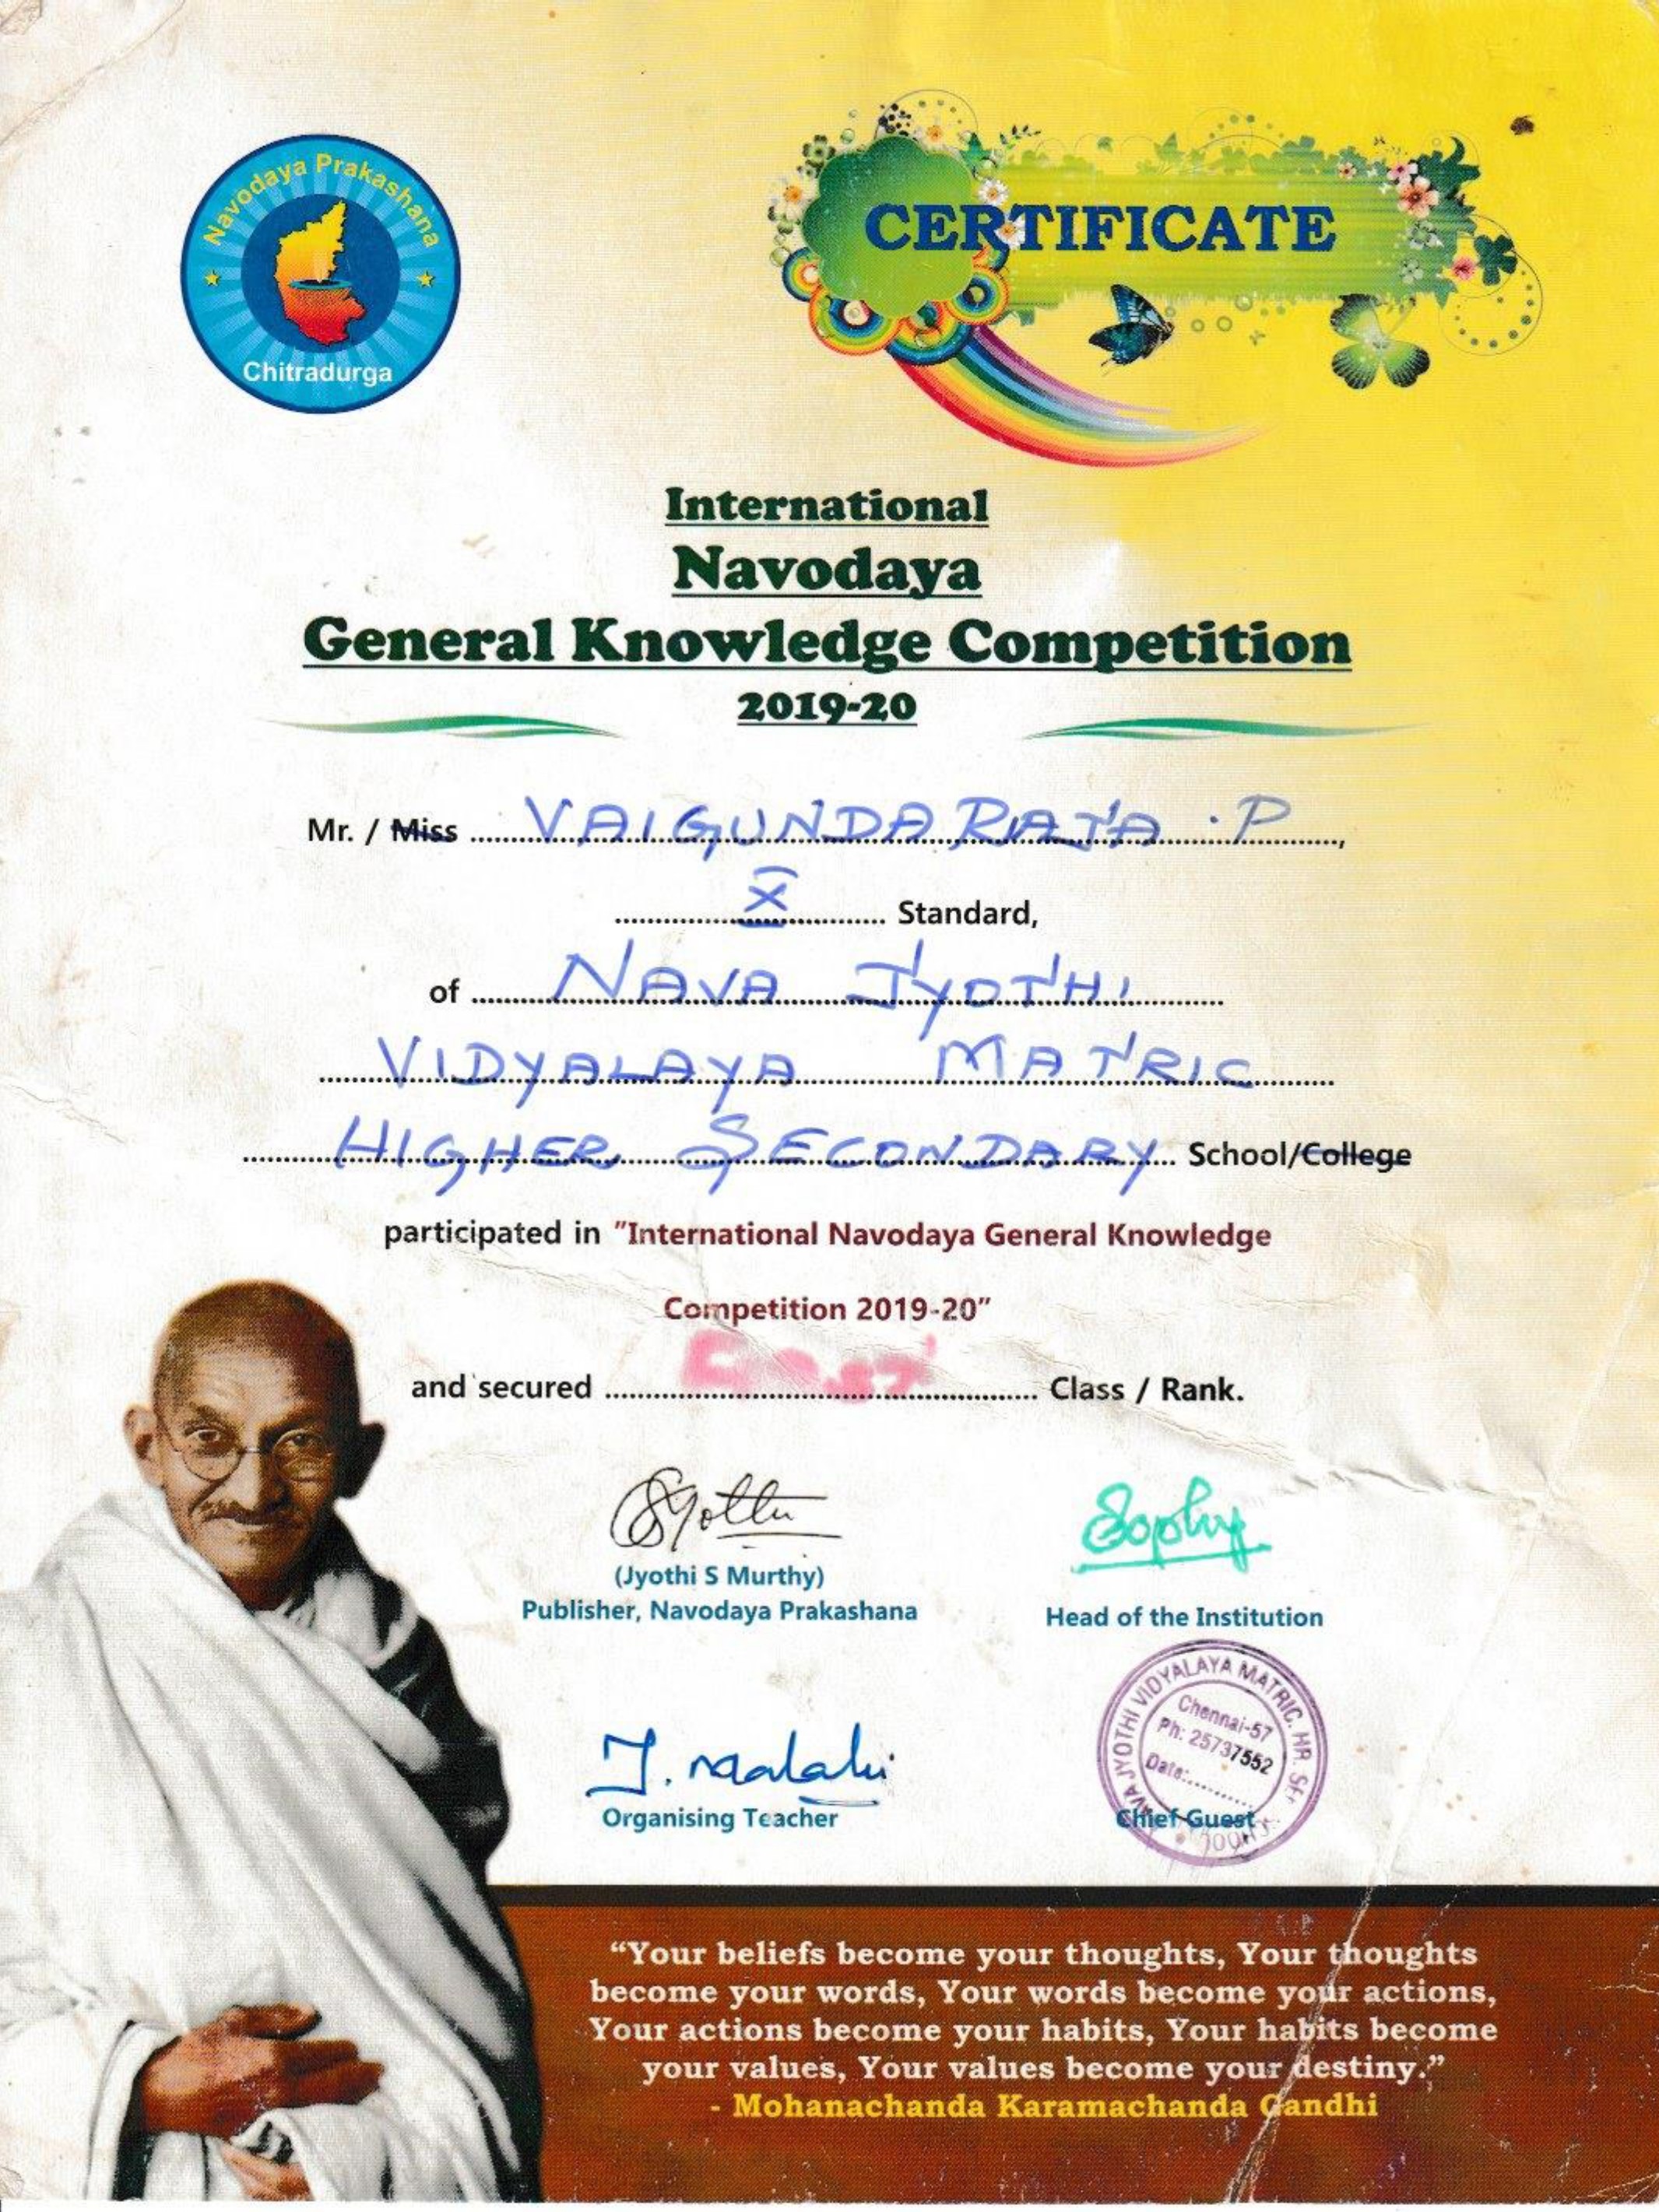 Navodaya Prakashana
Chitradurga
CERTIFICATE
International
Navodaya
General Knowledge Competition
2019-20
Mr. / Miss VAIGUNDA RAJA . P ,
X Standard,
of NAVA JYOTHI
VIDYALAYA MATRIC
HIGHER SECONDARY School/College
participated in "International Navodaya General Knowledge
Competition 2019-20"
and secured Class / Rank.
(Jyothi S Murthy)
Publisher, Navodaya Prakashana
Sophy
Head of the Institution
NAVA JYOTHI VIDYALAYA MATRIC. HR. SEC. SCHOOL
Chennai-57
Ph: 25737552
Date:..........
J. malathi
Organising Teacher
Chief Guest
“Your beliefs become your thoughts, Your thoughts
become your words, Your words become your actions,
Your actions become your habits, Your habits become
your values, Your values become your destiny.”
- Mohanachanda Karamachanda Gandhi